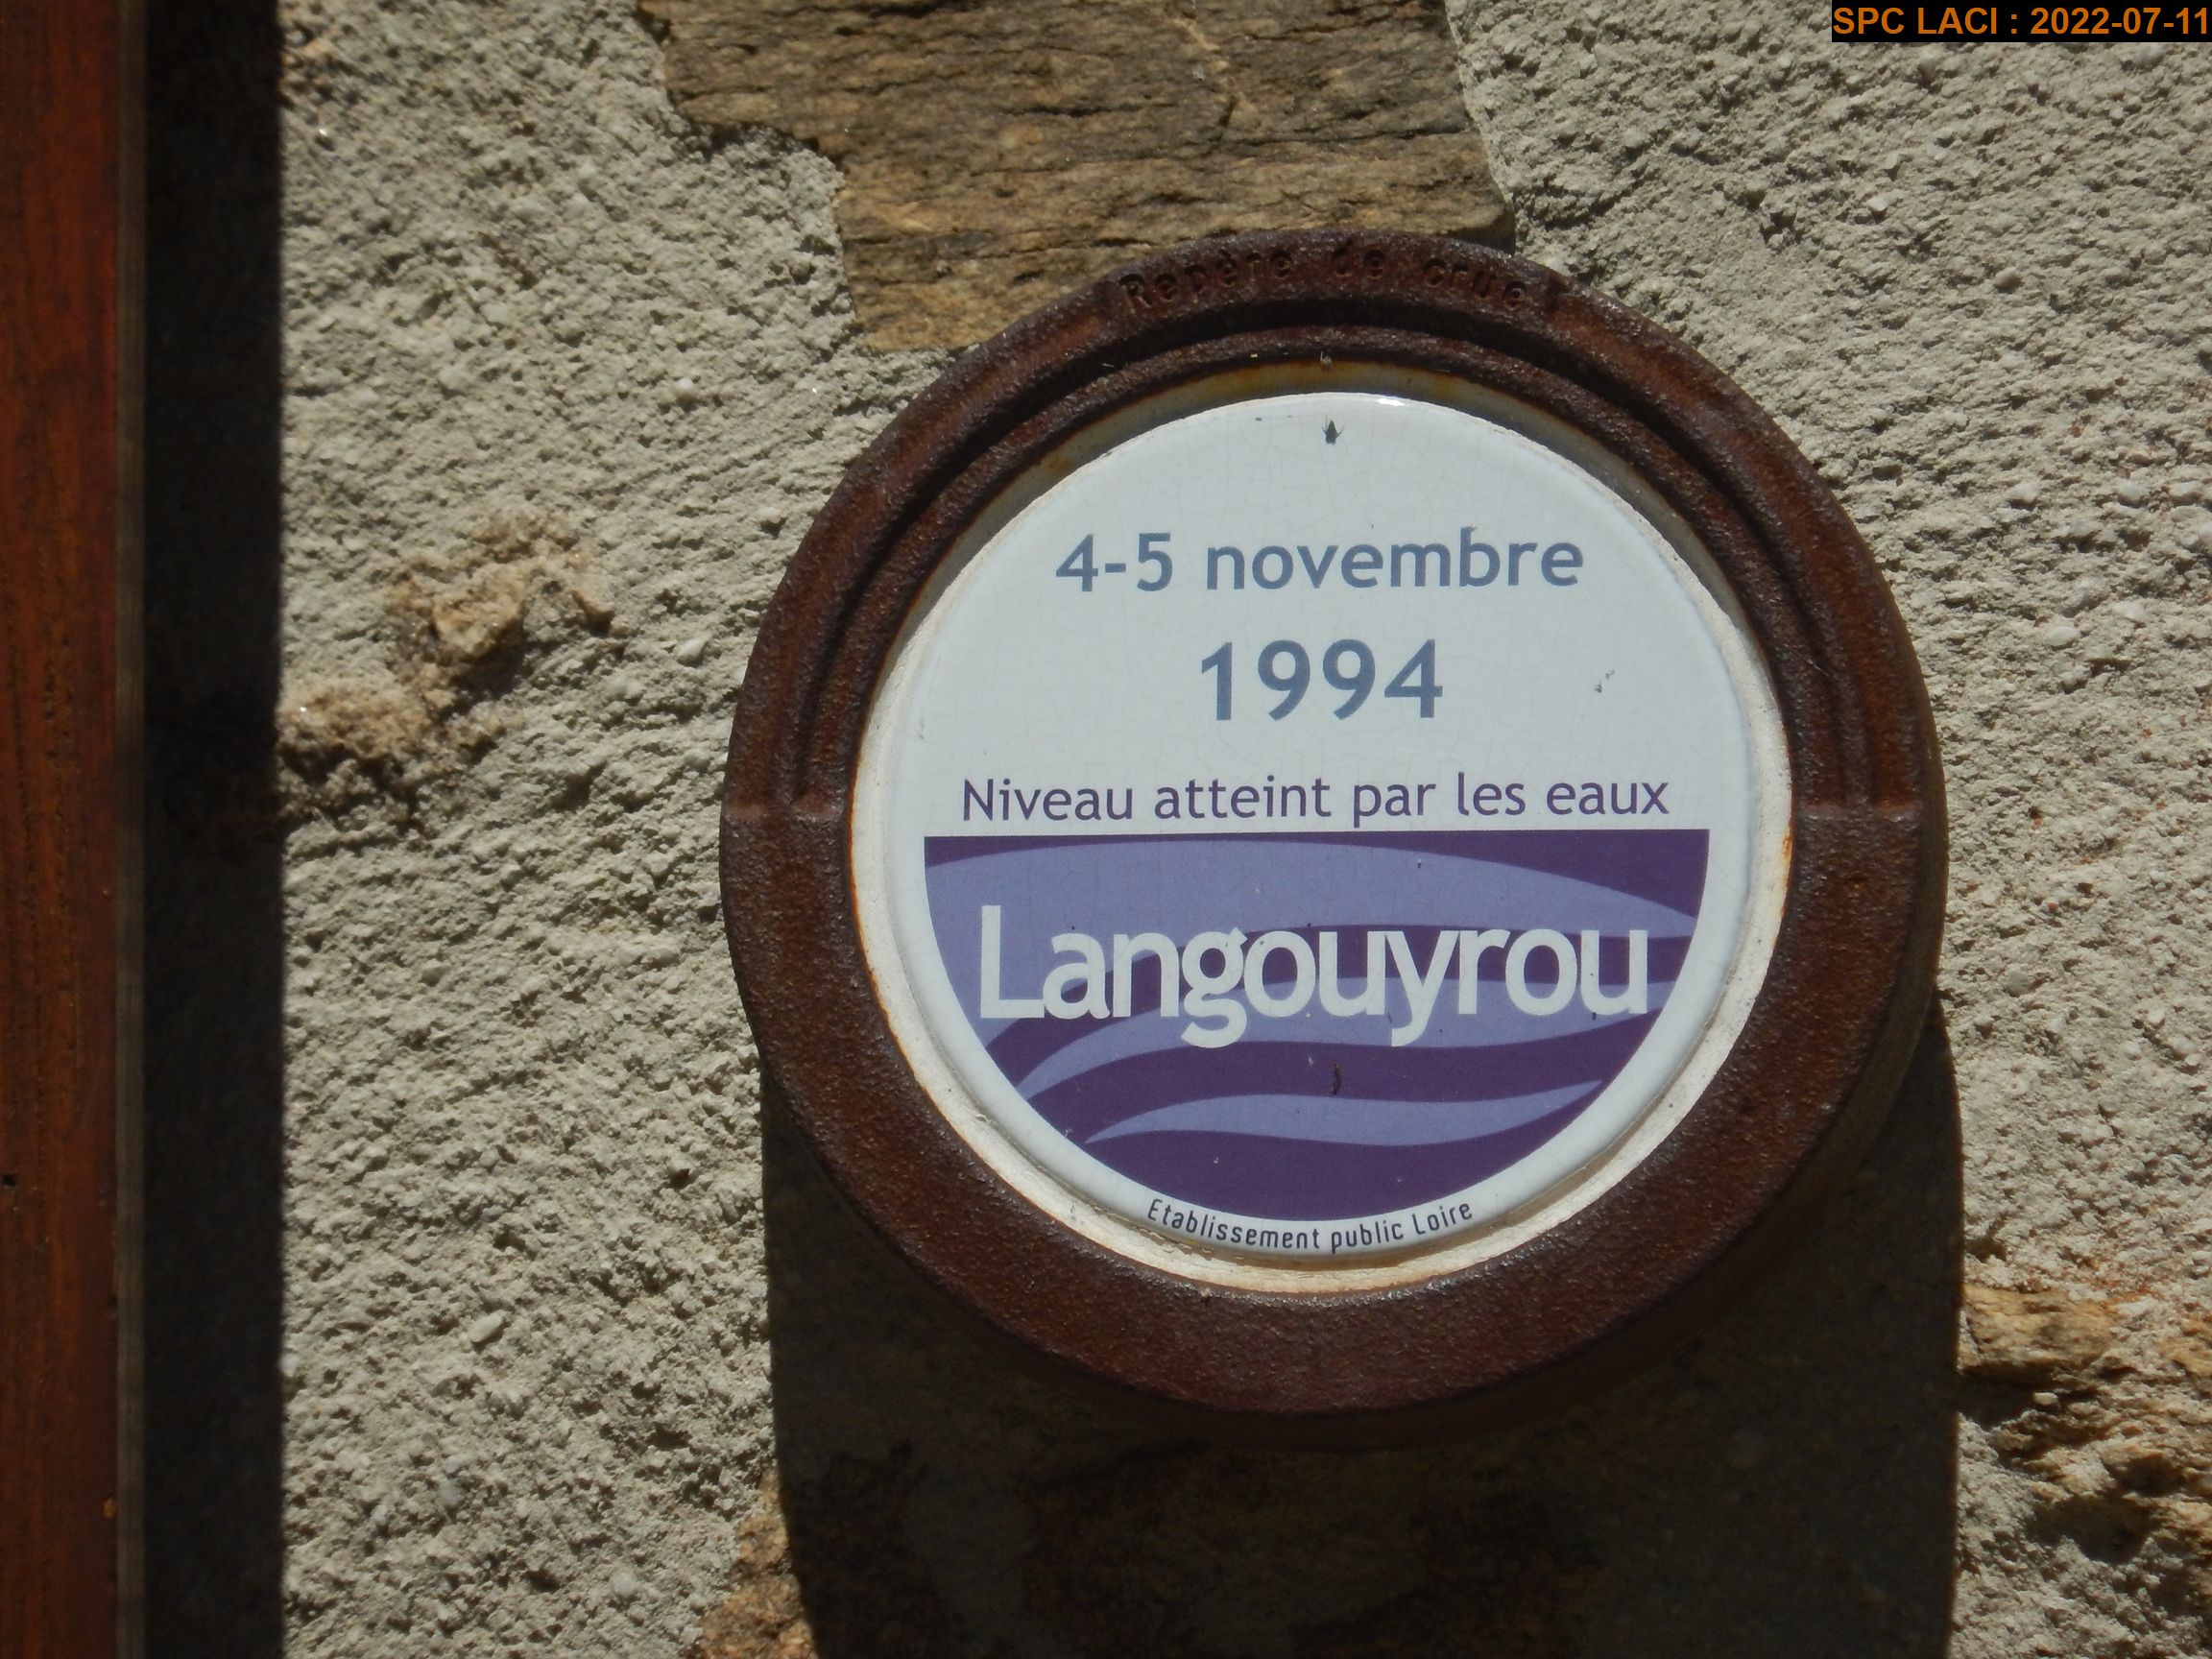 SPC LACI : 2022-07-11
Repère de crue
4-5 novembre
1994
Niveau atteint par les eaux
Langouyrou
Etablissement public Loire